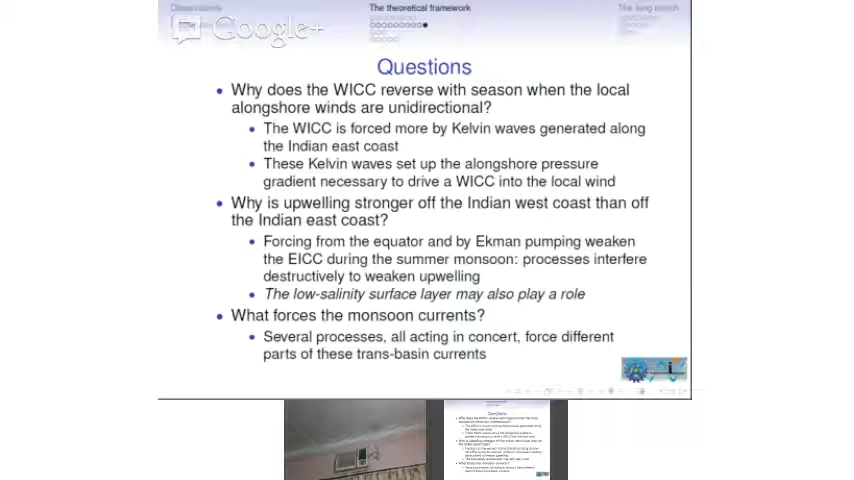 Observations
The theoretical framework
The long march
Google+
Questions
Why does the WICC reverse with season when the local
alongshore winds are unidirectional?
The WICC is forced more by Kelvin waves generated along
the Indian east coast
These Kelvin waves set up the alongshore pressure
gradient necessary to drive a WICC into the local wind
Why is upwelling stronger off the Indian west coast than off
the Indian east coast?
Forcing from the equator and by Ekman pumping weaken
the EICC during the summer monsoon: processes interfere
destructively to weaken upwelling
The low-salinity surface layer may also play a role
What forces the monsoon currents?
Several processes, all acting in concert, force different
parts of these trans-basin currents